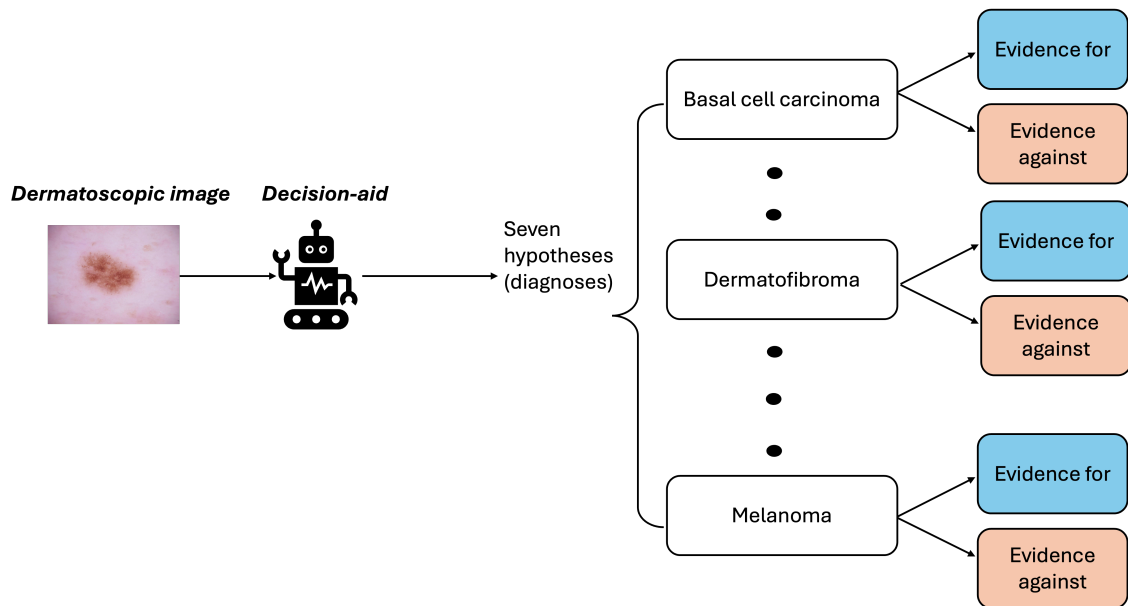 Dermatoscopic image
Decision-aid
Seven
hypotheses
(diagnoses)
Basal cell carcinoma
Evidence for
Evidence
against
Dermatofibroma
Evidence for
Evidence
against
Melanoma
Evidence for
Evidence
against